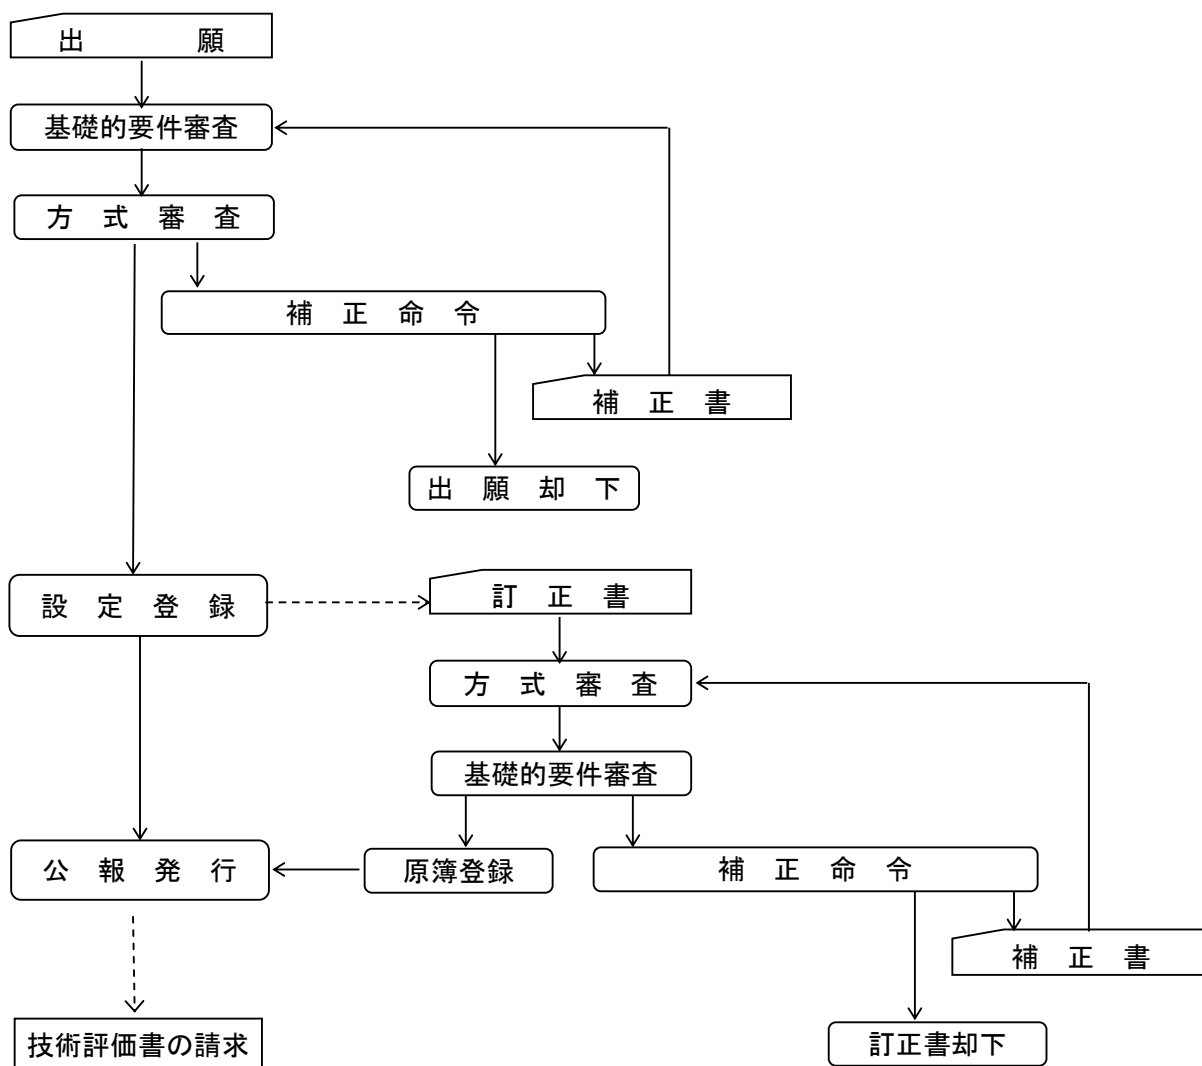 出 願
基礎的要件審査
方 式 審 査
補 正 命 令
補 正 書
出 願 却 下
設 定 登 録
訂 正 書
方 式 審 査
基礎的要件審査
公 報 発 行
原簿登録
補 正 命 令
補 正 書
技術評価書の請求
訂正書却下